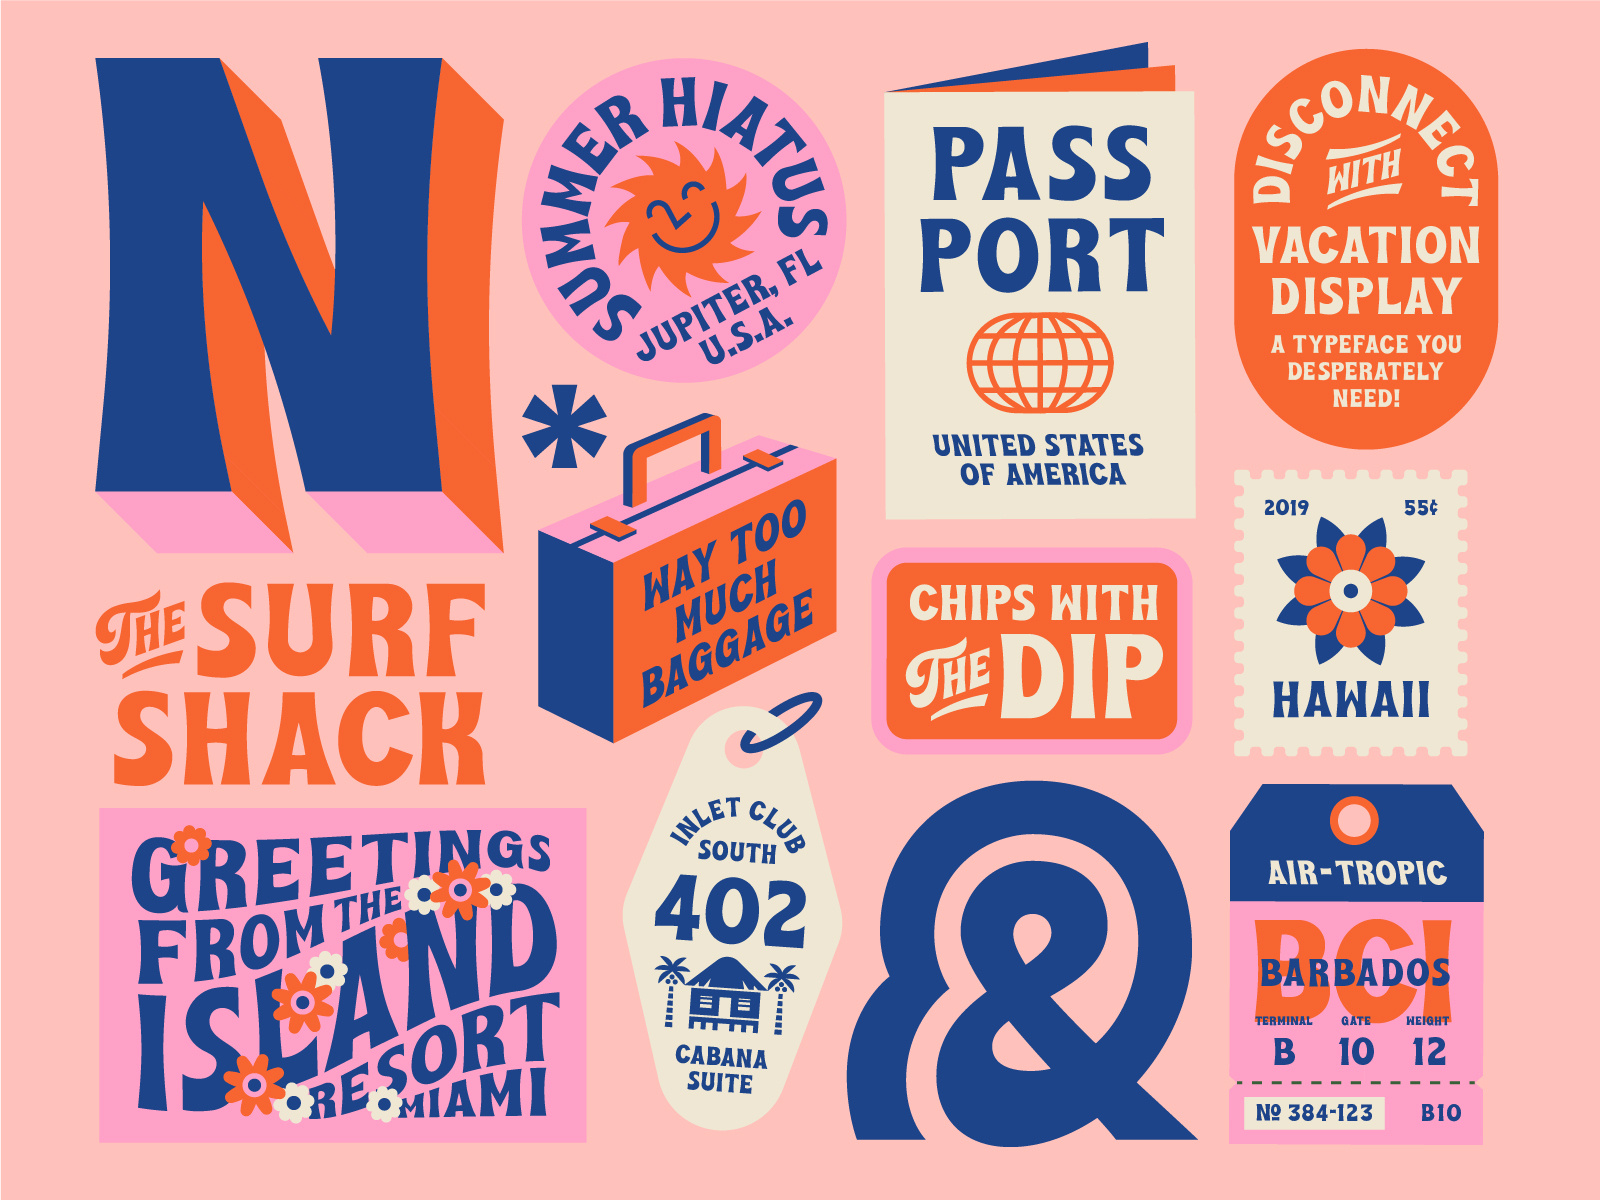 N
SUMMER HIATUS
JUPITER, FL
U.S.A.
PASS
PORT
UNITED STATES
OF AMERICA
DISCONNECT
WITH
VACATION
DISPLAY
A TYPEFACE YOU
DESPERATELY
NEED!
*
WAY TOO
MUCH
BAGGAGE
2019 55¢
HAWAII
THE SURF
SHACK
CHIPS WITH
THE DIP
GREETINGS
FROM THE
ISLAND
RESORT
MIAMI
INLET CLUB
SOUTH
402
CABANA
SUITE
&
AIR-TROPIC
BCI
BARBADOS
TERMINAL GATE WEIGHT
B 10 12
Nº 384-123 B10